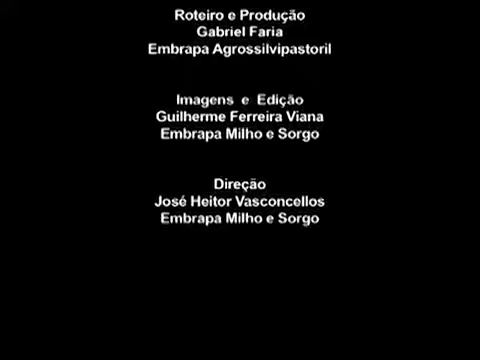 Roteiro e Produção
Gabriel Faria
Embrapa Agrossilvipastoril
Imagens e Edição
Guilherme Ferreira Viana
Embrapa Milho e Sorgo
Direção
José Heitor Vasconcellos
Embrapa Milho e Sorgo